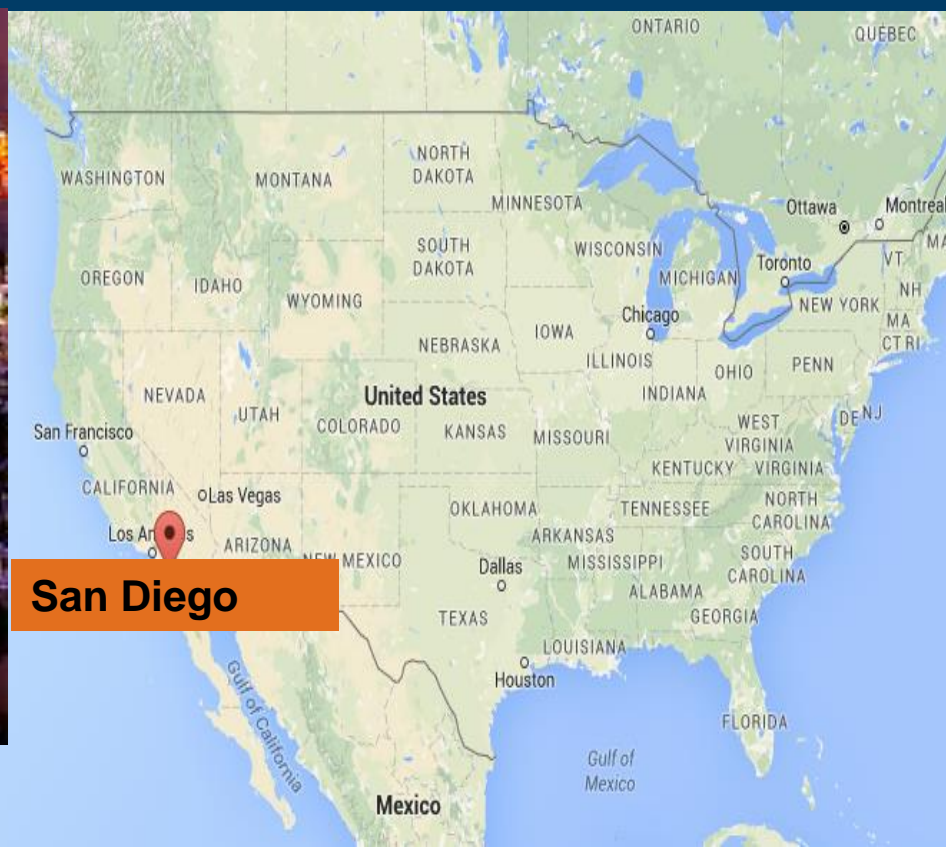 ONTARIO
QUÉBEC
WASHINGTON
MONTANA
NORTH
DAKOTA
MINNESOTA
Ottawa
Montreal
OREGON
IDAHO
SOUTH
DAKOTA
WISCONSIN
MICHIGAN
Toronto
VT
MA
WYOMING
NH
NEW YORK
Chicago
MA
CT RI
NEBRASKA
IOWA
ILLINOIS
OHIO
PENN
NEVADA
UTAH
United States
INDIANA
San Francisco
COLORADO
KANSAS
MISSOURI
WEST
VIRGINIA
DE
NJ
KENTUCKY
VIRGINIA
CALIFORNIA
Las Vegas
OKLAHOMA
TENNESSEE
NORTH
CAROLINA
Los An s
ARIZONA
NEW MEXICO
ARKANSAS
Dallas
MISSISSIPPI
SOUTH
CAROLINA
San Diego
ALABAMA
TEXAS
GEORGIA
LOUISIANA
Houston
Gulf of California
FLORIDA
Gulf of
Mexico
Mexico